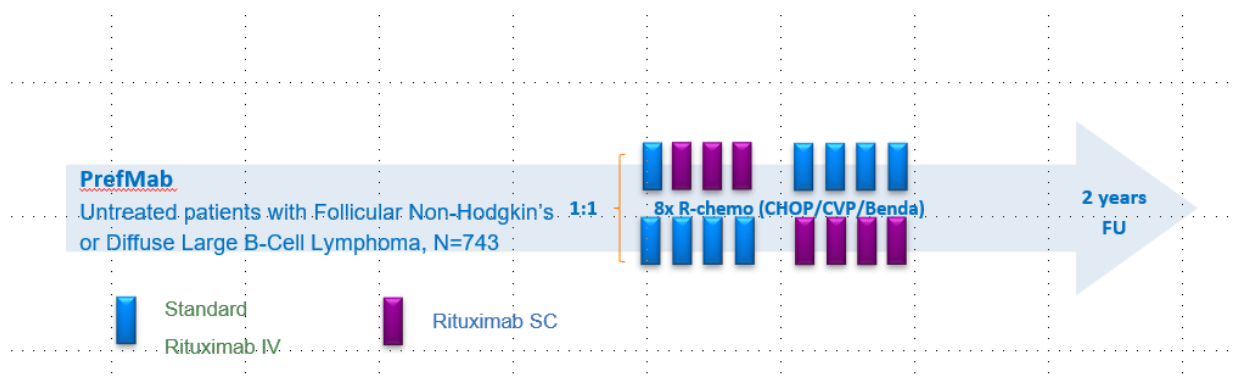 PrefMab
Untreated patients with Follicular Non-Hodgkin's
or Diffuse Large B-Cell Lymphoma, N=743
1:1
8x R-chemo (CHOP/CVP/Benda)
2 years
FU
Standard
Rituximab IV
Rituximab SC